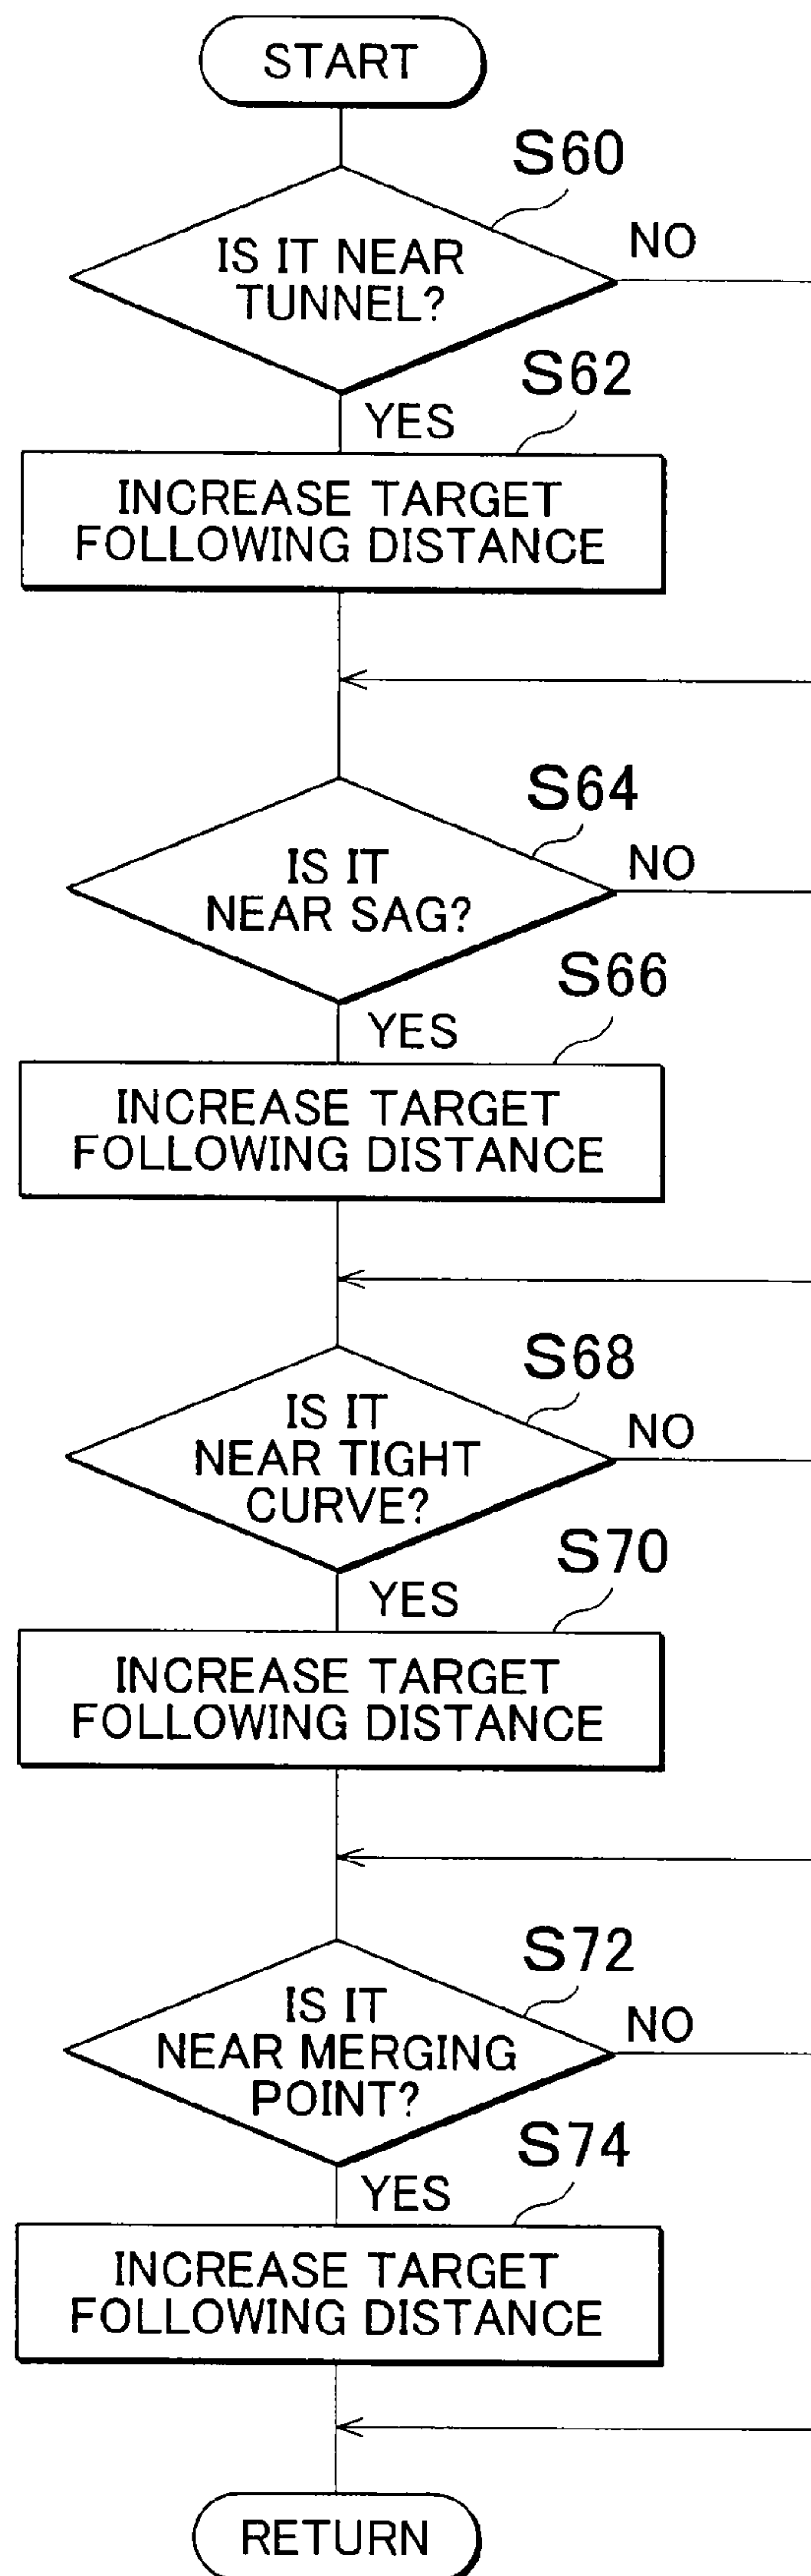 START
S60
IS IT NEAR
TUNNEL?
NO
S62
YES
INCREASE TARGET
FOLLOWING DISTANCE
S64
IS IT
NEAR SAG?
NO
S66
YES
INCREASE TARGET
FOLLOWING DISTANCE
S68
IS IT
NEAR TIGHT
CURVE?
NO
S70
YES
INCREASE TARGET
FOLLOWING DISTANCE
S72
IS IT
NEAR MERGING
POINT?
NO
S74
YES
INCREASE TARGET
FOLLOWING DISTANCE
RETURN